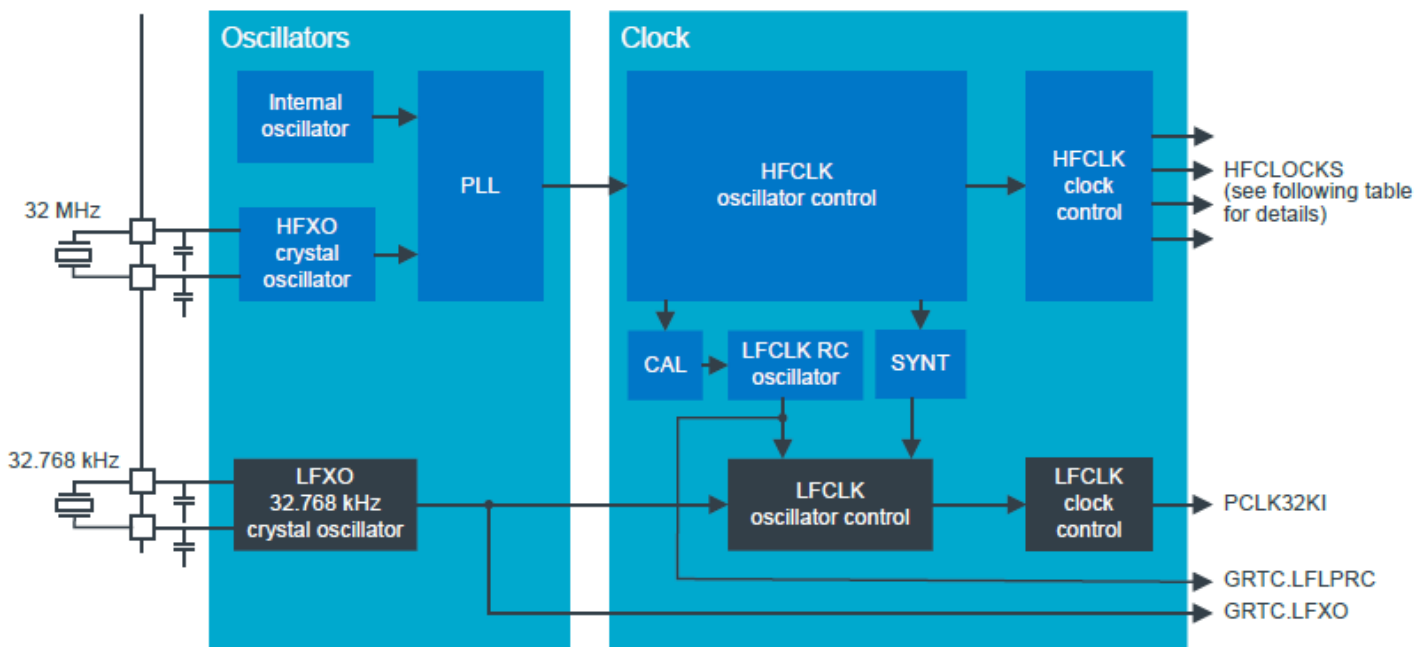 Oscillators
Clock
Internal
oscillator
PLL
HFCLK
oscillator control
HFCLK
clock
control
HFCLOCKS
(see following table
for details)
32 MHz
HFXO
crystal
oscillator
CAL
LFCLK RC
oscillator
SYNT
32.768 kHz
LFXO
32.768 kHz
crystal oscillator
LFCLK
oscillator control
LFCLK
clock
control
PCLK32KI
GRTC.LFLPRC
GRTC.LFXO